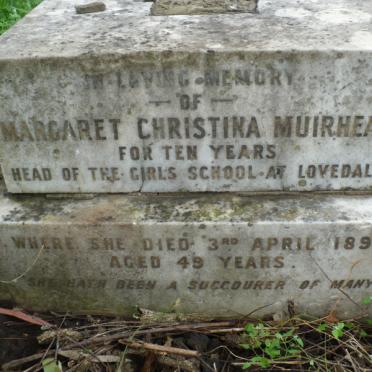 IN LOVING MEMORY
— OF —
MARGARET CHRISTINA MUIRHEA
FOR TEN YEARS
HEAD OF THE GIRLS SCHOOL AT LOVEDAL
WHERE SHE DIED 3RD APRIL 189
AGED 49 YEARS.
SHE HATH BEEN A SUCCOURER OF MANY